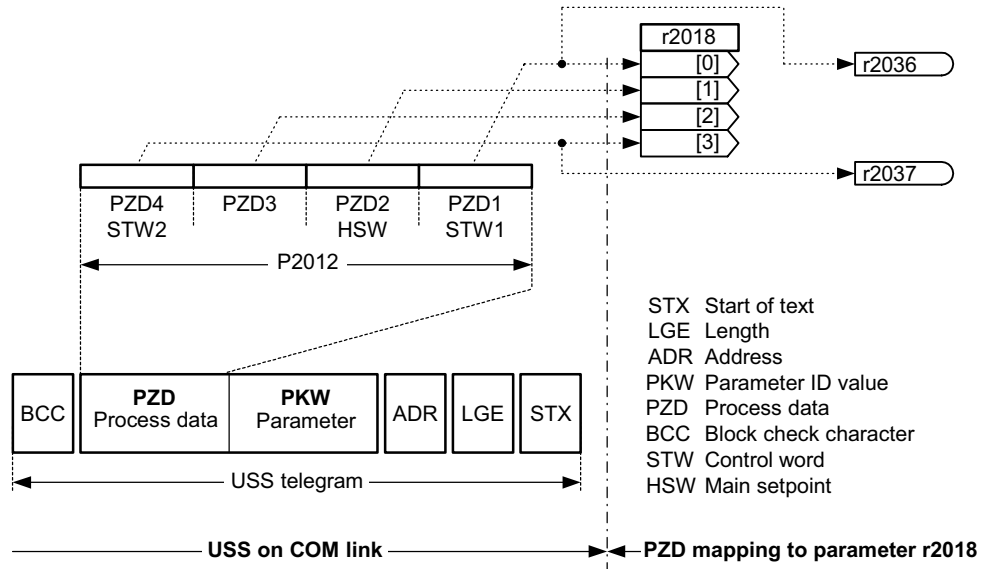 r2018
[0]
r2036
[1]
[2]
[3]
r2037
PZD4 PZD3 PZD2 PZD1
STW2 HSW STW1
P2012
STX Start of text
LGE Length
ADR Address
PKW Parameter ID value
PZD Process data
BCC Block check character
STW Control word
HSW Main setpoint
BCC
PZD
Process data
PKW
Parameter
ADR
LGE
STX
USS telegram
USS on COM link
PZD mapping to parameter r2018